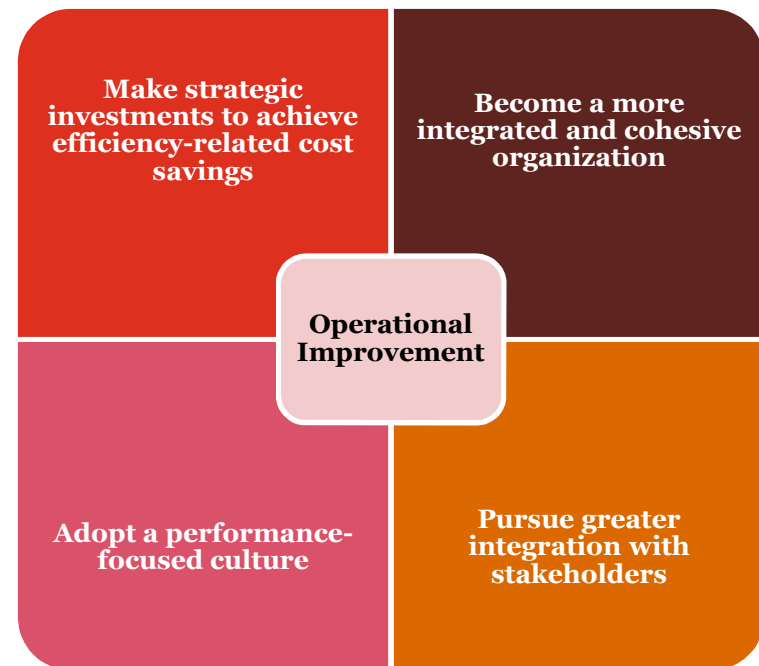 Make strategic
investments to achieve
efficiency-related cost
savings
Become a more
integrated and cohesive
organization
Operational
Improvement
Adopt a performance-
focused culture
Pursue greater
integration with
stakeholders